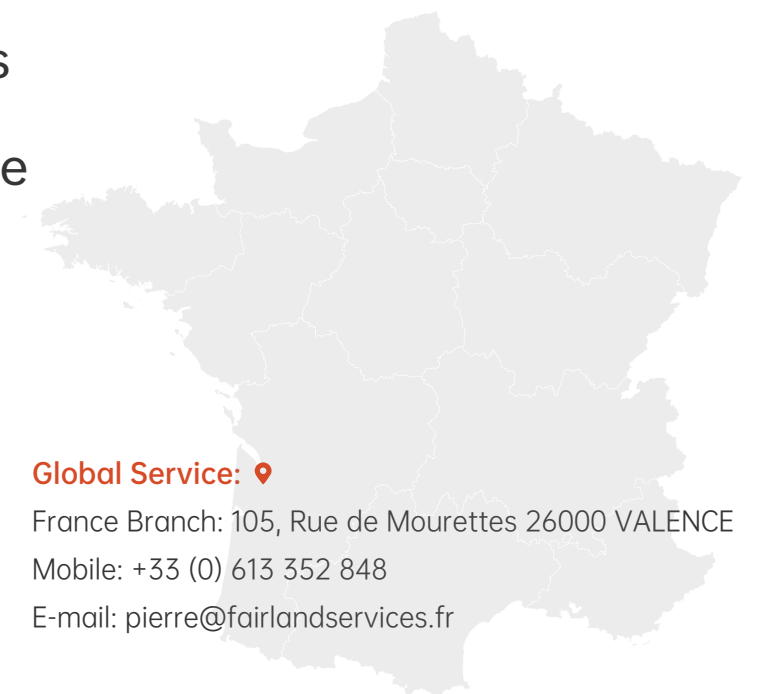 s
e
Global Service:
France Branch: 105, Rue de Mourettes 26000 VALENCE
Mobile: +33 (0) 613 352 848
E-mail: pierre@fairlandservices.fr